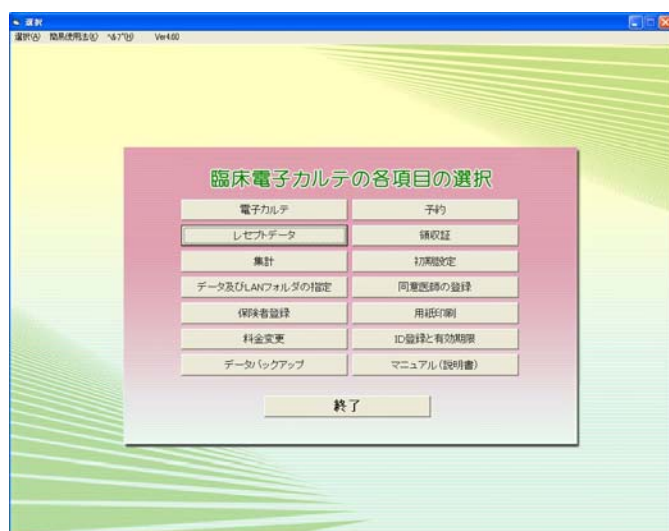 選択
選択(A) 簡易使用法(K) ヘルプ(H) Ver4.00
臨床電子カルテの各項目の選択
電子カルテ 予約
レセプトデータ 領収証
集計 初期設定
データ及びLANフォルダの指定 同意医師の登録
保険者登録 用紙印刷
料金変更 ID登録と有効期限
データバックアップ マニュアル(説明書)
終了